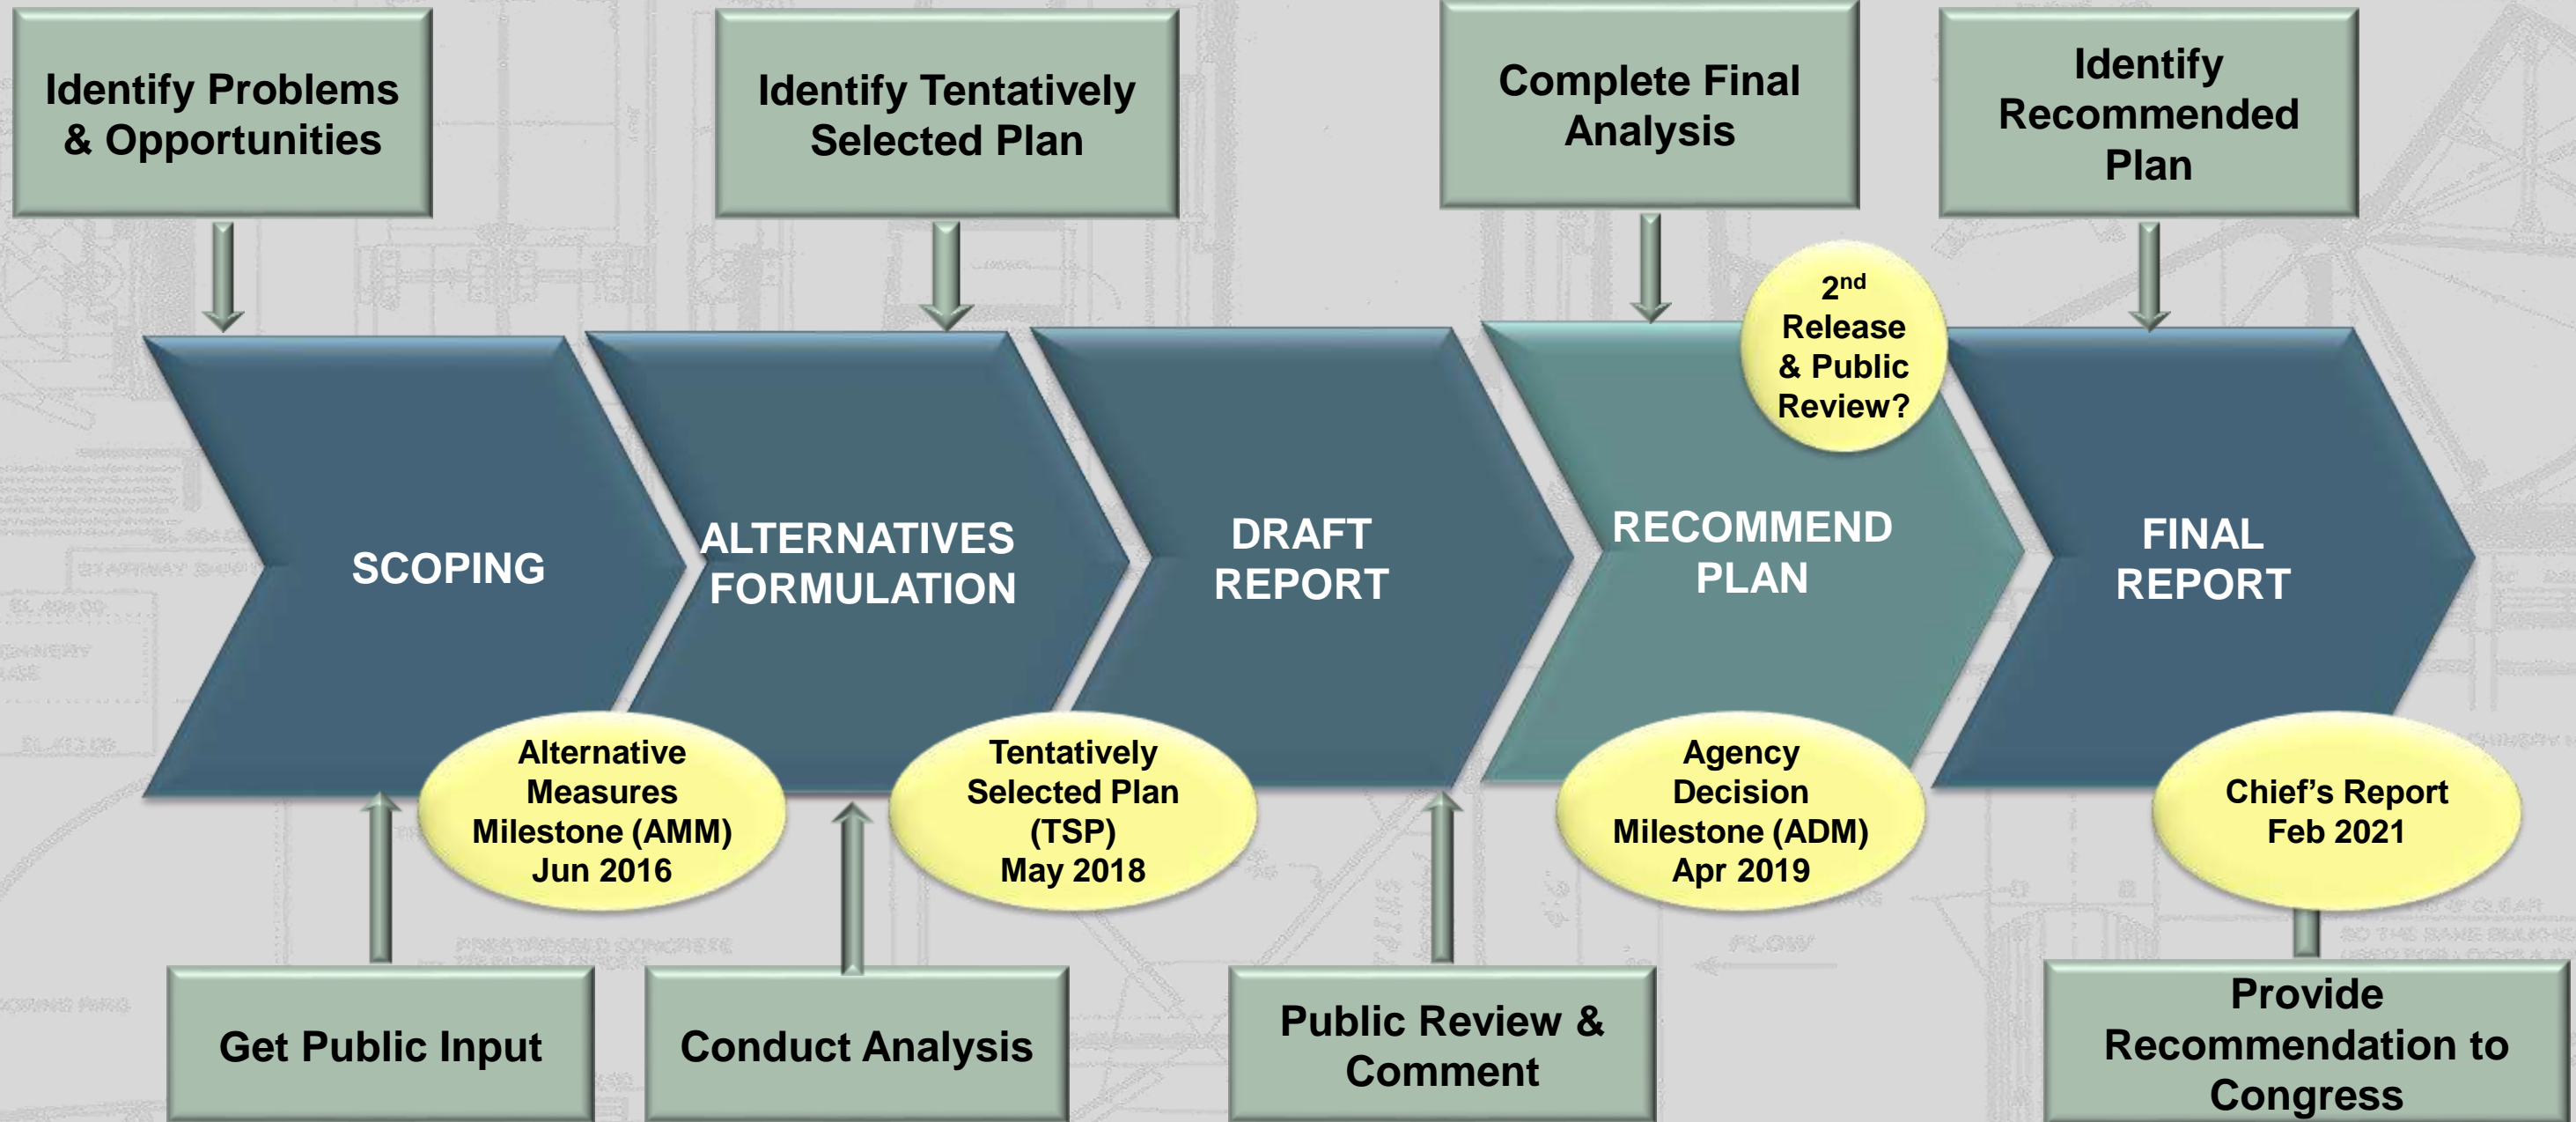 Identify Problems
& Opportunities
Identify Tentatively
Selected Plan
Complete Final
Analysis
Identify
Recommended
Plan
2nd
Release
& Public
Review?
SCOPING
ALTERNATIVES
FORMULATION
DRAFT
REPORT
RECOMMEND
PLAN
FINAL
REPORT
Alternative
Measures
Milestone (AMM)
Jun 2016
Tentatively
Selected Plan
(TSP)
May 2018
Agency
Decision
Milestone (ADM)
Apr 2019
Chief’s Report
Feb 2021
Get Public Input
Conduct Analysis
Public Review &
Comment
Provide
Recommendation to
Congress
FLOW